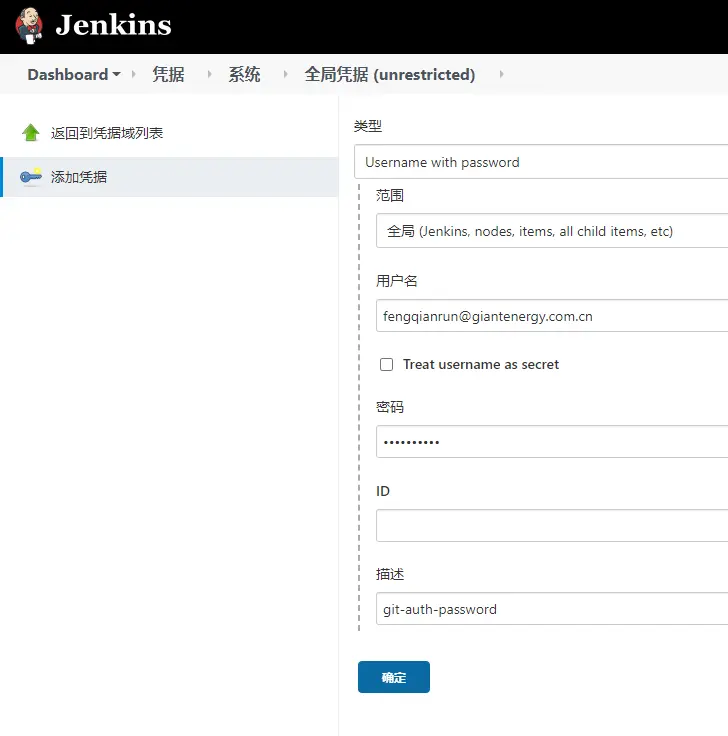 Jenkins
Dashboard 凭据 系统 全局凭据 (unrestricted)
返回到凭据域列表
添加凭据
类型
Username with password
范围
全局 (Jenkins, nodes, items, all child items, etc)
用户名
fengqianrun@giantenergy.com.cn
Treat username as secret
密码
••••••••••
ID
描述
git-auth-password
确定